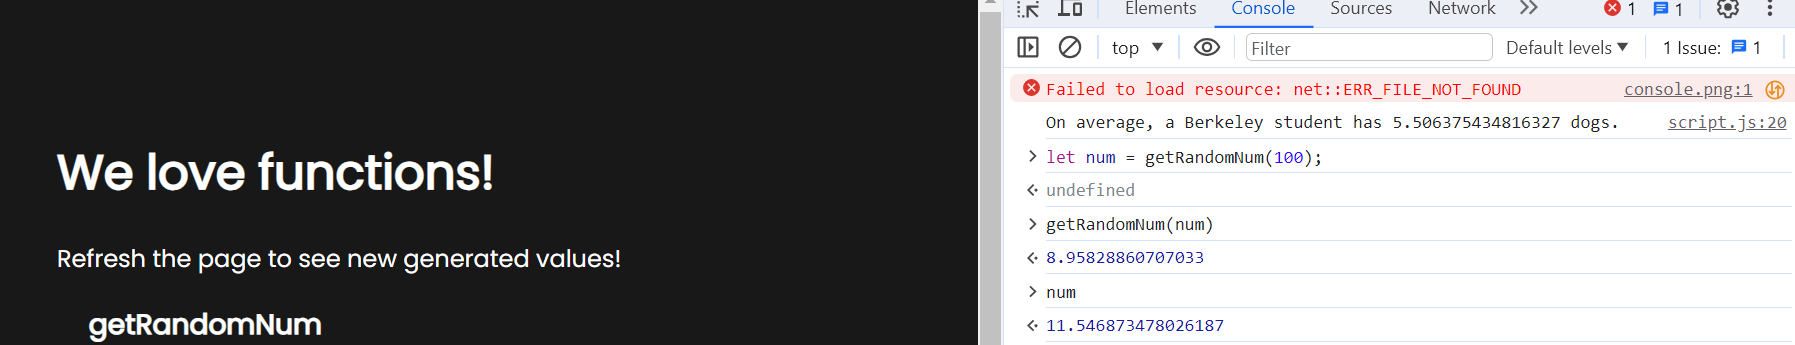 We love functions!
Refresh the page to see new generated values!
getRandomNum
Elements Console Sources Network 1 1
top Filter Default levels 1 Issue: 1
Failed to load resource: net::ERR_FILE_NOT_FOUND console.png:1
On average, a Berkeley student has 5.506375434816327 dogs. script.js:20
let num = getRandomNum(100);
undefined
getRandomNum(num)
8.95828860707033
num
11.546873478026187